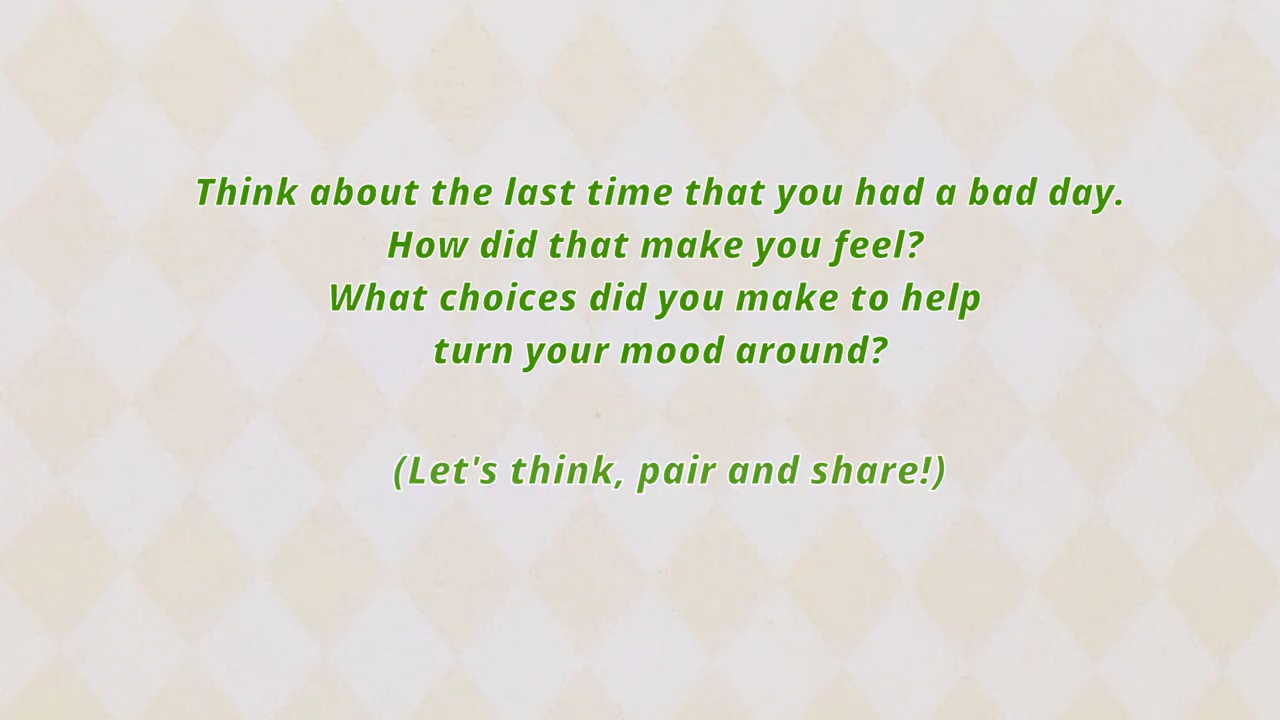 Think about the last time that you had a bad day.
How did that make you feel?
What choices did you make to help
turn your mood around?
(Let's think, pair and share!)